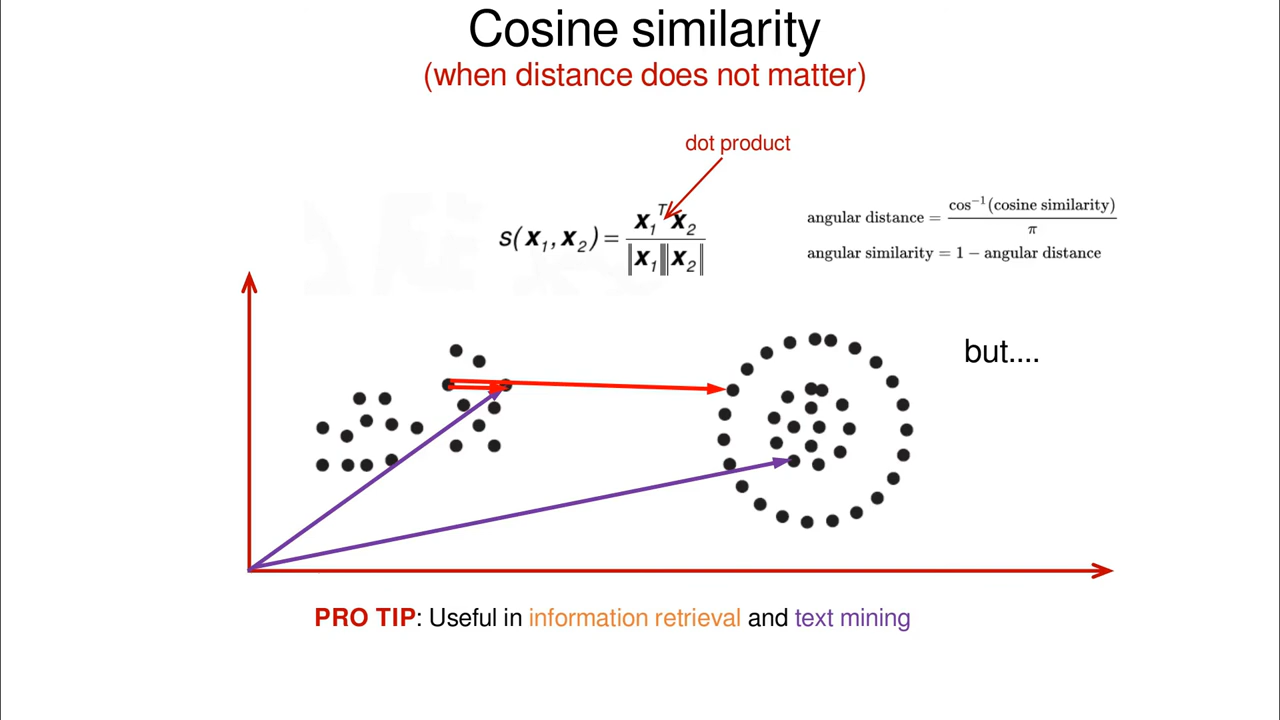 Cosine similarity
(when distance does not matter)
dot product
s(x₁, x₂) = x₁ᵀx₂ / |x₁||x₂|
angular distance = cos⁻¹(cosine similarity) / π
angular similarity = 1 − angular distance
but....
PRO TIP: Useful in information retrieval and text mining